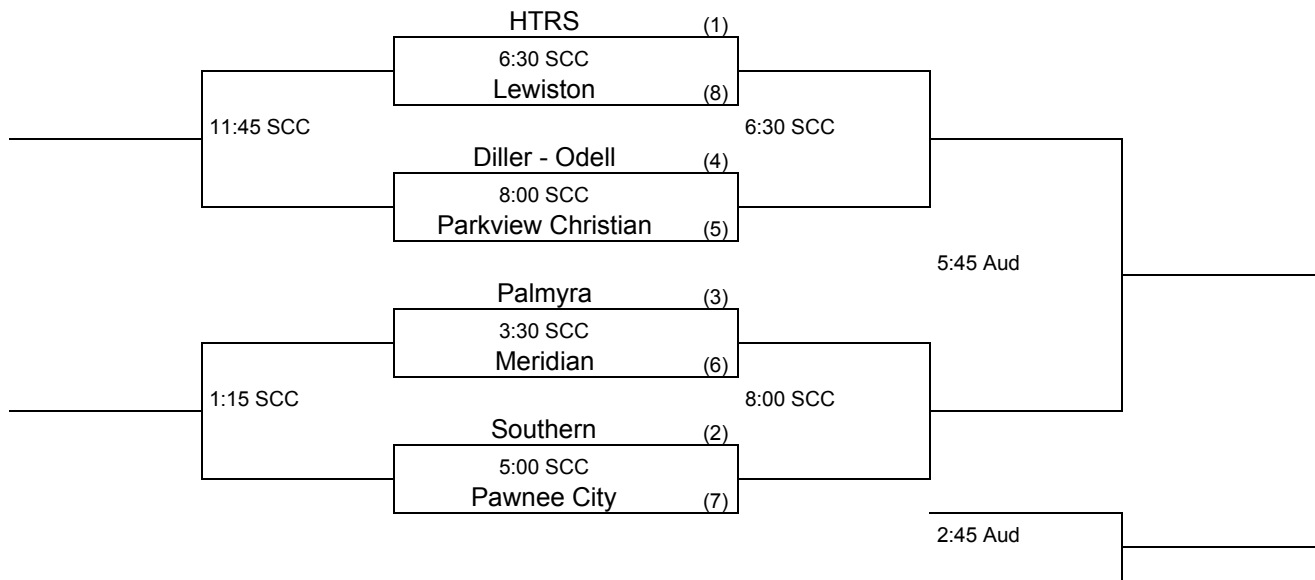 HTRS (1)
6:30 SCC
Lewiston (8)
11:45 SCC
6:30 SCC
Diller - Odell (4)
8:00 SCC
Parkview Christian (5)
5:45 Aud
Palmyra (3)
3:30 SCC
Meridian (6)
1:15 SCC
8:00 SCC
Southern (2)
5:00 SCC
Pawnee City (7)
2:45 Aud